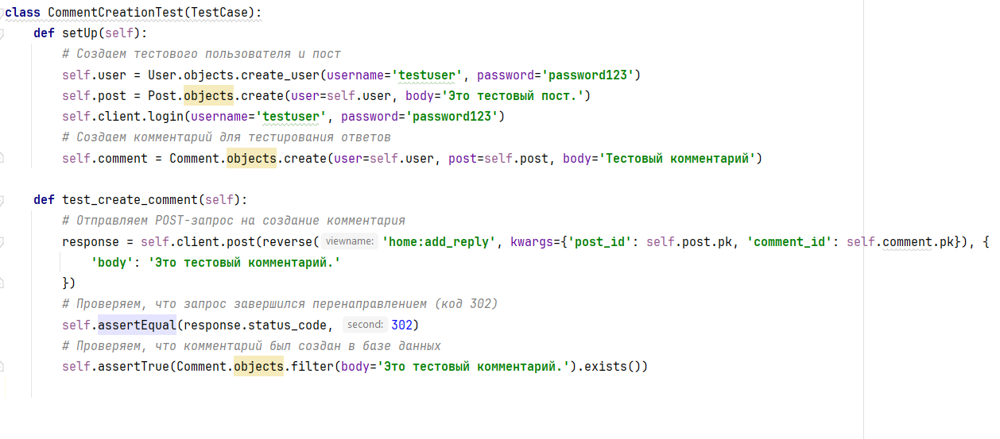 class CommentCreationTest(TestCase):
    def setUp(self):
        # Создаем тестового пользователя и пост
        self.user = User.objects.create_user(username='testuser', password='password123')
        self.post = Post.objects.create(user=self.user, body='Это тестовый пост.')
        self.client.login(username='testuser', password='password123')
        # Создаем комментарий для тестирования ответов
        self.comment = Comment.objects.create(user=self.user, post=self.post, body='Тестовый комментарий')
    def test_create_comment(self):
        # Отправляем POST-запрос на создание комментария
        response = self.client.post(reverse( viewname: 'home:add_reply', kwargs={'post_id': self.post.pk, 'comment_id': self.comment.pk}), {
            'body': 'Это тестовый комментарий.'
        })
        # Проверяем, что запрос завершился перенаправлением (код 302)
        self.assertEqual(response.status_code, second: 302)
        # Проверяем, что комментарий был создан в базе данных
        self.assertTrue(Comment.objects.filter(body='Это тестовый комментарий.').exists())